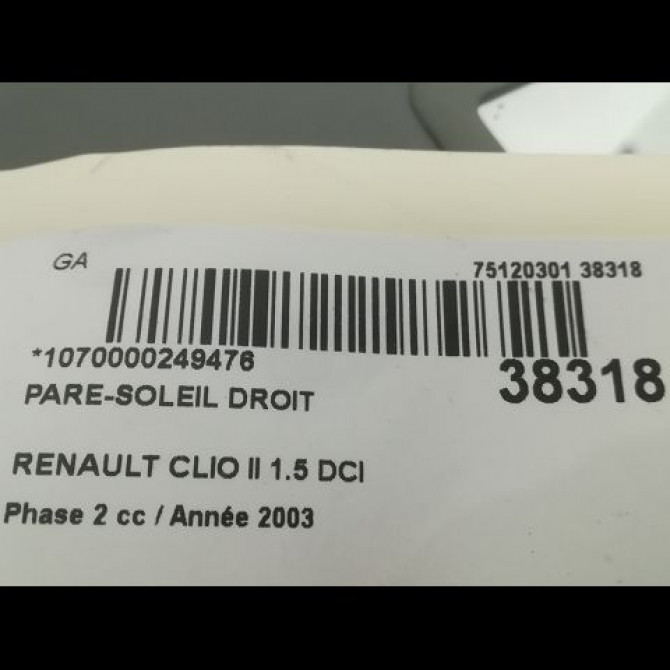 GA
75120301 38318
*1070000249476
38318
PARE-SOLEIL DROIT
RENAULT CLIO II 1.5 DCI
Phase 2 cc / Année 2003